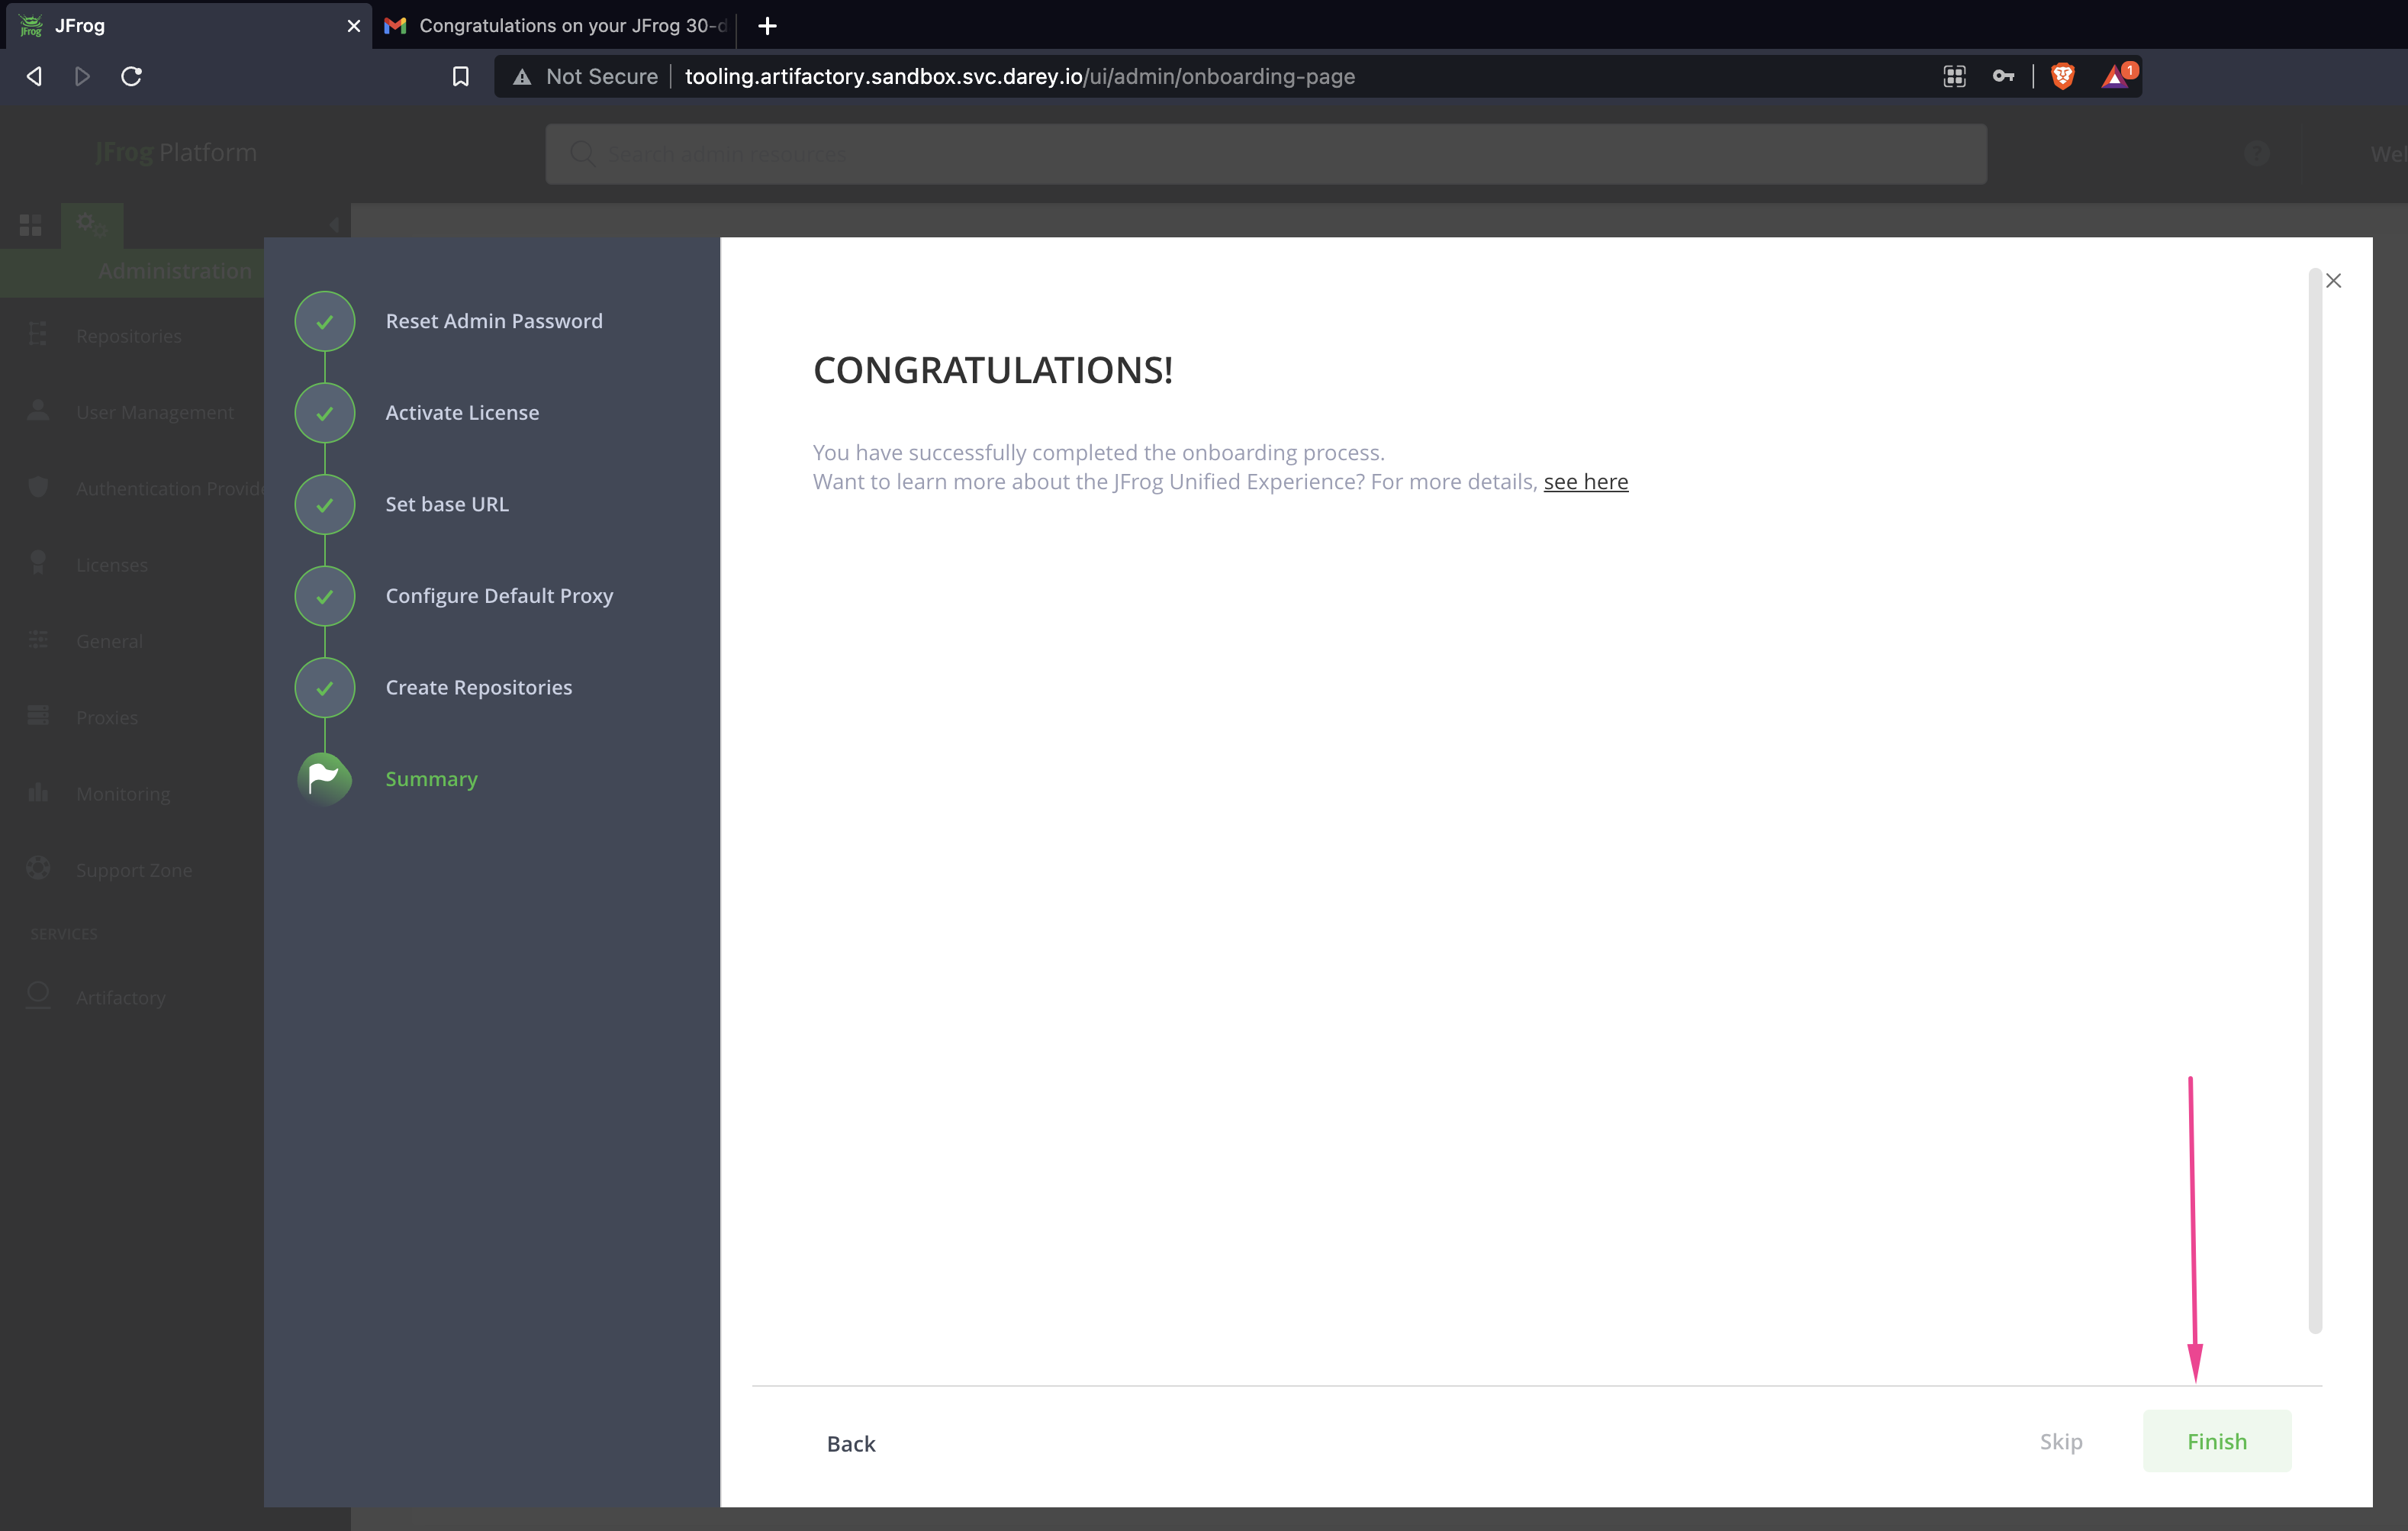 JFrog
Congratulations on your JFrog 30-d
Not Secure
tooling.artifactory.sandbox.svc.darey.io/ui/admin/onboarding-page
1
JFrog Platform
Search admin resources
Wel
Administration
Repositories
User Management
Authentication Provide
Licenses
General
Proxies
Monitoring
Support Zone
SERVICES
Artifactory
Reset Admin Password
Activate License
Set base URL
Configure Default Proxy
Create Repositories
Summary
CONGRATULATIONS!
You have successfully completed the onboarding process.
Want to learn more about the JFrog Unified Experience? For more details, see here
Back
Skip
Finish